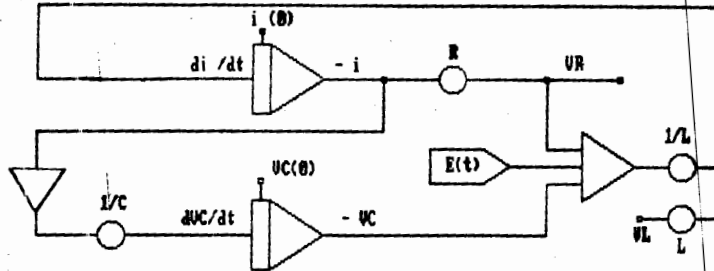 i (0)
di/dt
- i
R
VR
E(t)
1/L
VC(0)
1/C
dVC/dt
- VC
VL
L